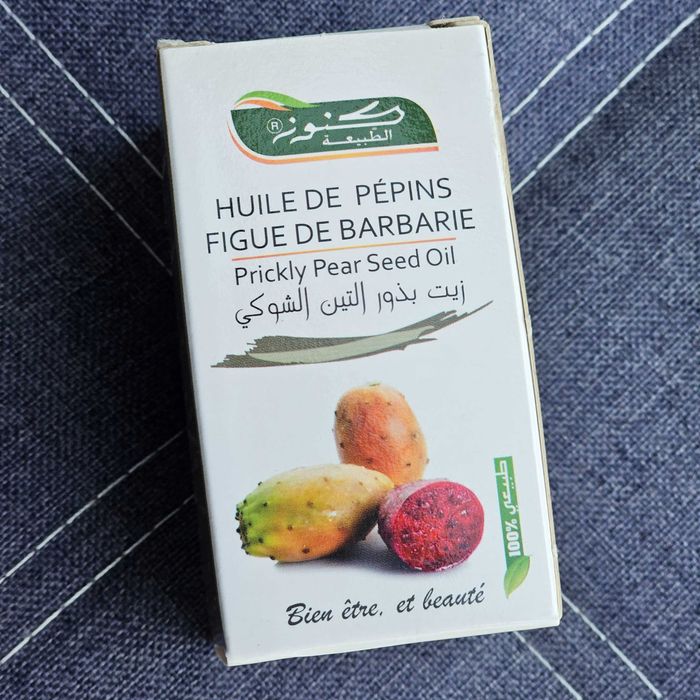 كنوز ®
الطبيعة
HUILE DE PÉPINS
FIGUE DE BARBARIE
Prickly Pear Seed Oil
زيت بذور التين الشوكي
100% طبيعي
Bien être, et beauté